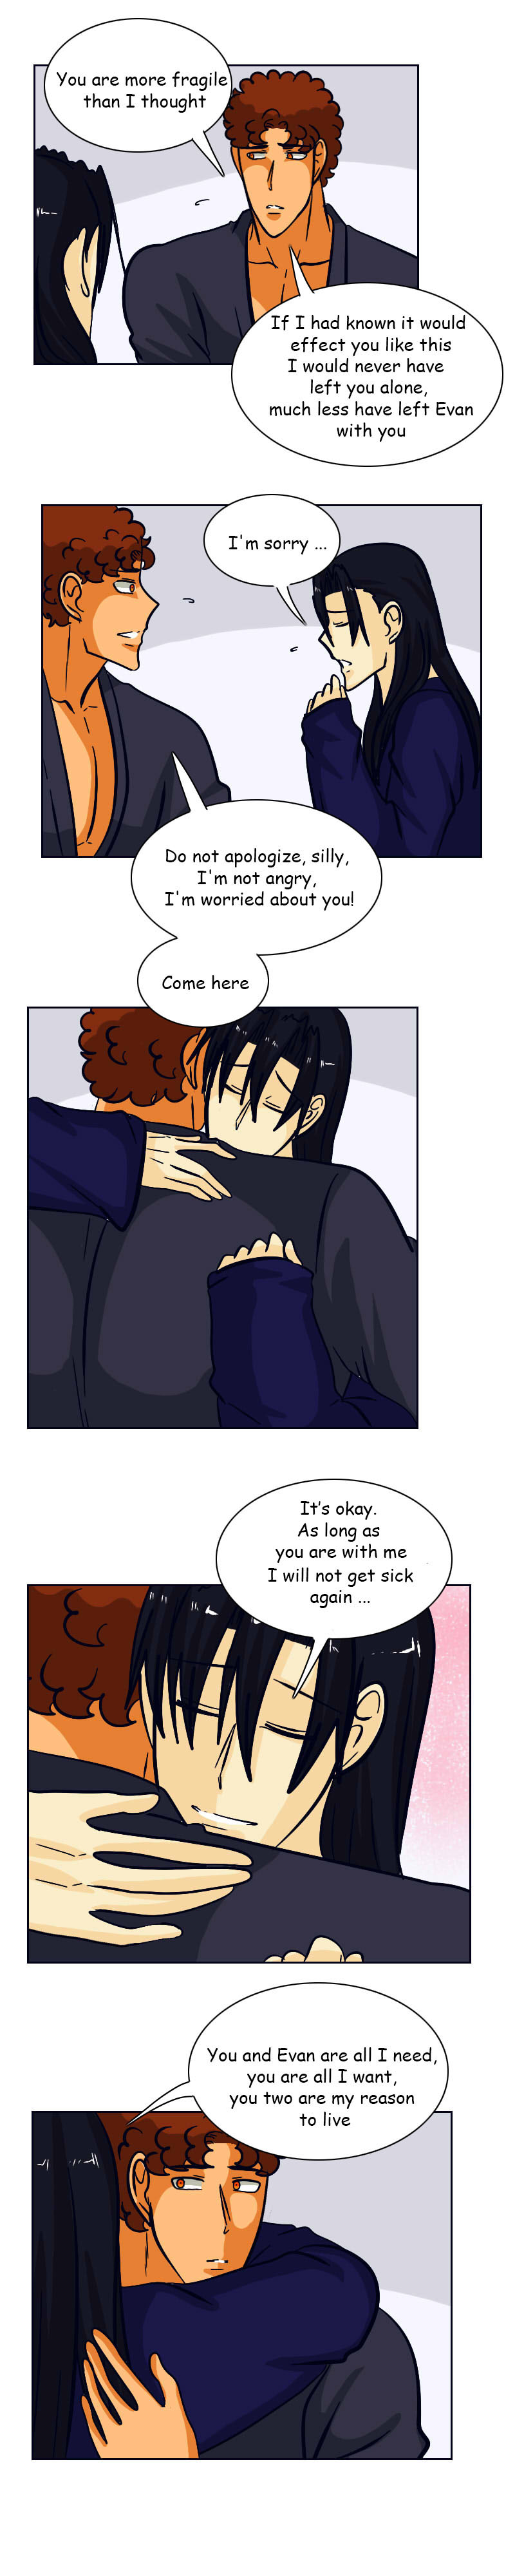 You are more fragile
than I thought
If I had known it would
effect you like this
I would never have
left you alone,
much less have left Evan
with you
I'm sorry ...
Do not apologize, silly,
I'm not angry,
I'm worried about you!
Come here
It's okay.
As long as
you are with me
I will not get sick
again ...
You and Evan are all I need,
you are all I want,
you two are my reason
to live